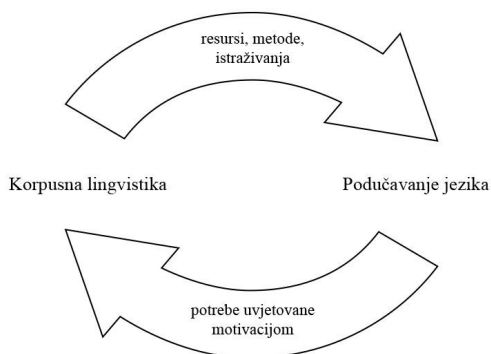 resursi, metode,
istraživanja
Korpusna lingvistika
Podučavanje jezika
potrebe uvjetovane
motivacijom